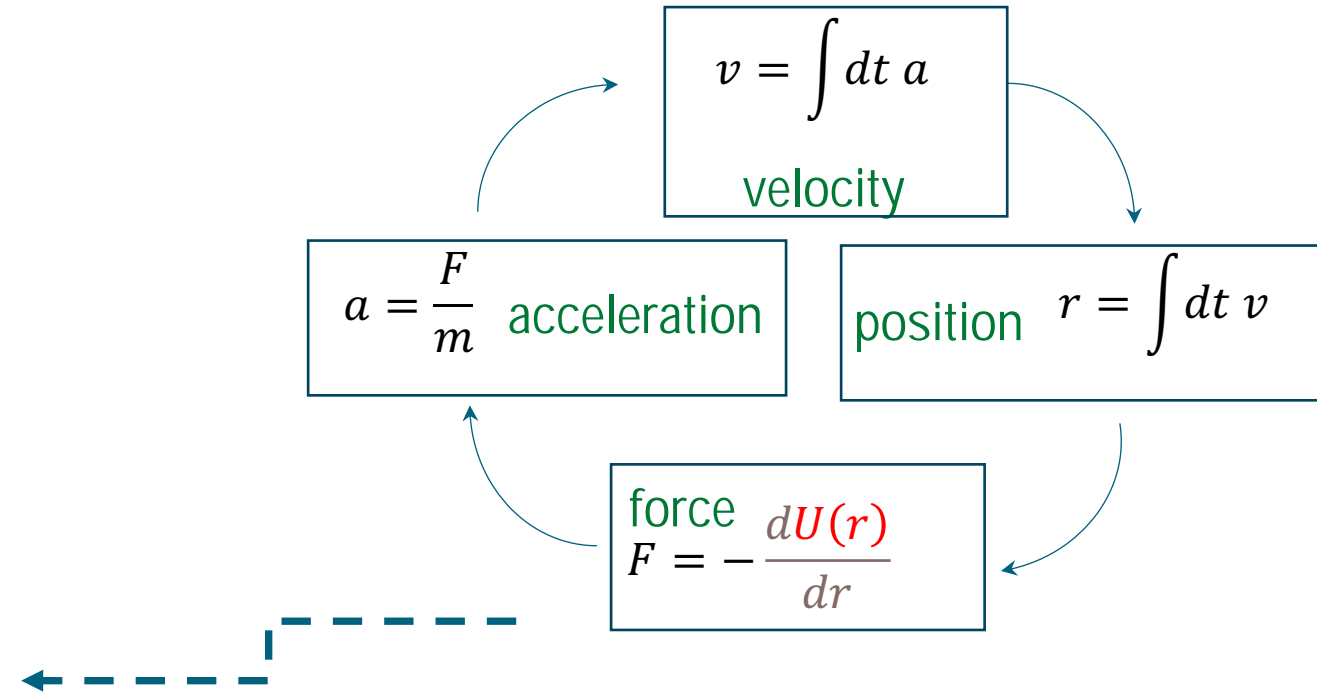 v = ∫ dt a
velocity
a = F/m acceleration
position r = ∫ dt v
force
F = − dU(r)/dr